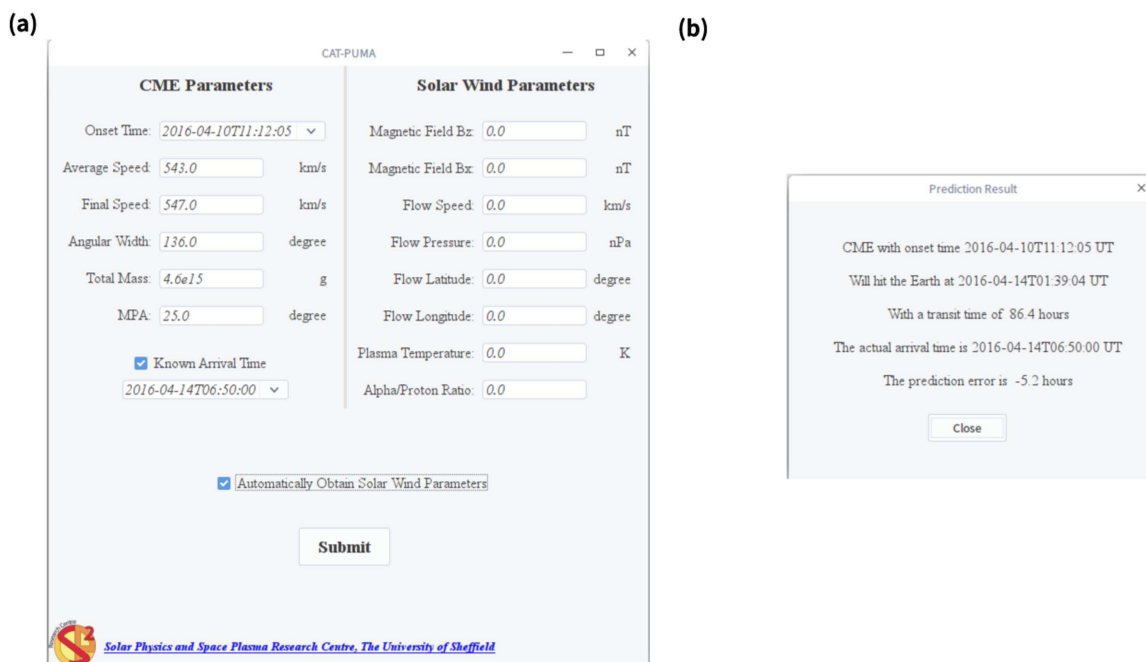 (a)
CAT-PUMA
CME Parameters
Onset Time: 2016-04-10T11:12:05
Average Speed: 543.0 km/s
Final Speed: 547.0 km/s
Angular Width: 136.0 degree
Total Mass: 4.6e15 g
MPA: 25.0 degree
Known Arrival Time
2016-04-14T06:50:00
Solar Wind Parameters
Magnetic Field Bz: 0.0 nT
Magnetic Field Bx: 0.0 nT
Flow Speed: 0.0 km/s
Flow Pressure: 0.0 nPa
Flow Latitude: 0.0 degree
Flow Longitude: 0.0 degree
Plasma Temperature: 0.0 K
Alpha/Proton Ratio: 0.0
Automatically Obtain Solar Wind Parameters
Submit
Research Centre
SP2
Solar Physics and Space Plasma Research Centre, The University of Sheffield
(b)
Prediction Result
CME with onset time 2016-04-10T11:12:05 UT
Will hit the Earth at 2016-04-14T01:39:04 UT
With a transit time of 86.4 hours
The actual arrival time is 2016-04-14T06:50:00 UT
The prediction error is -5.2 hours
Close